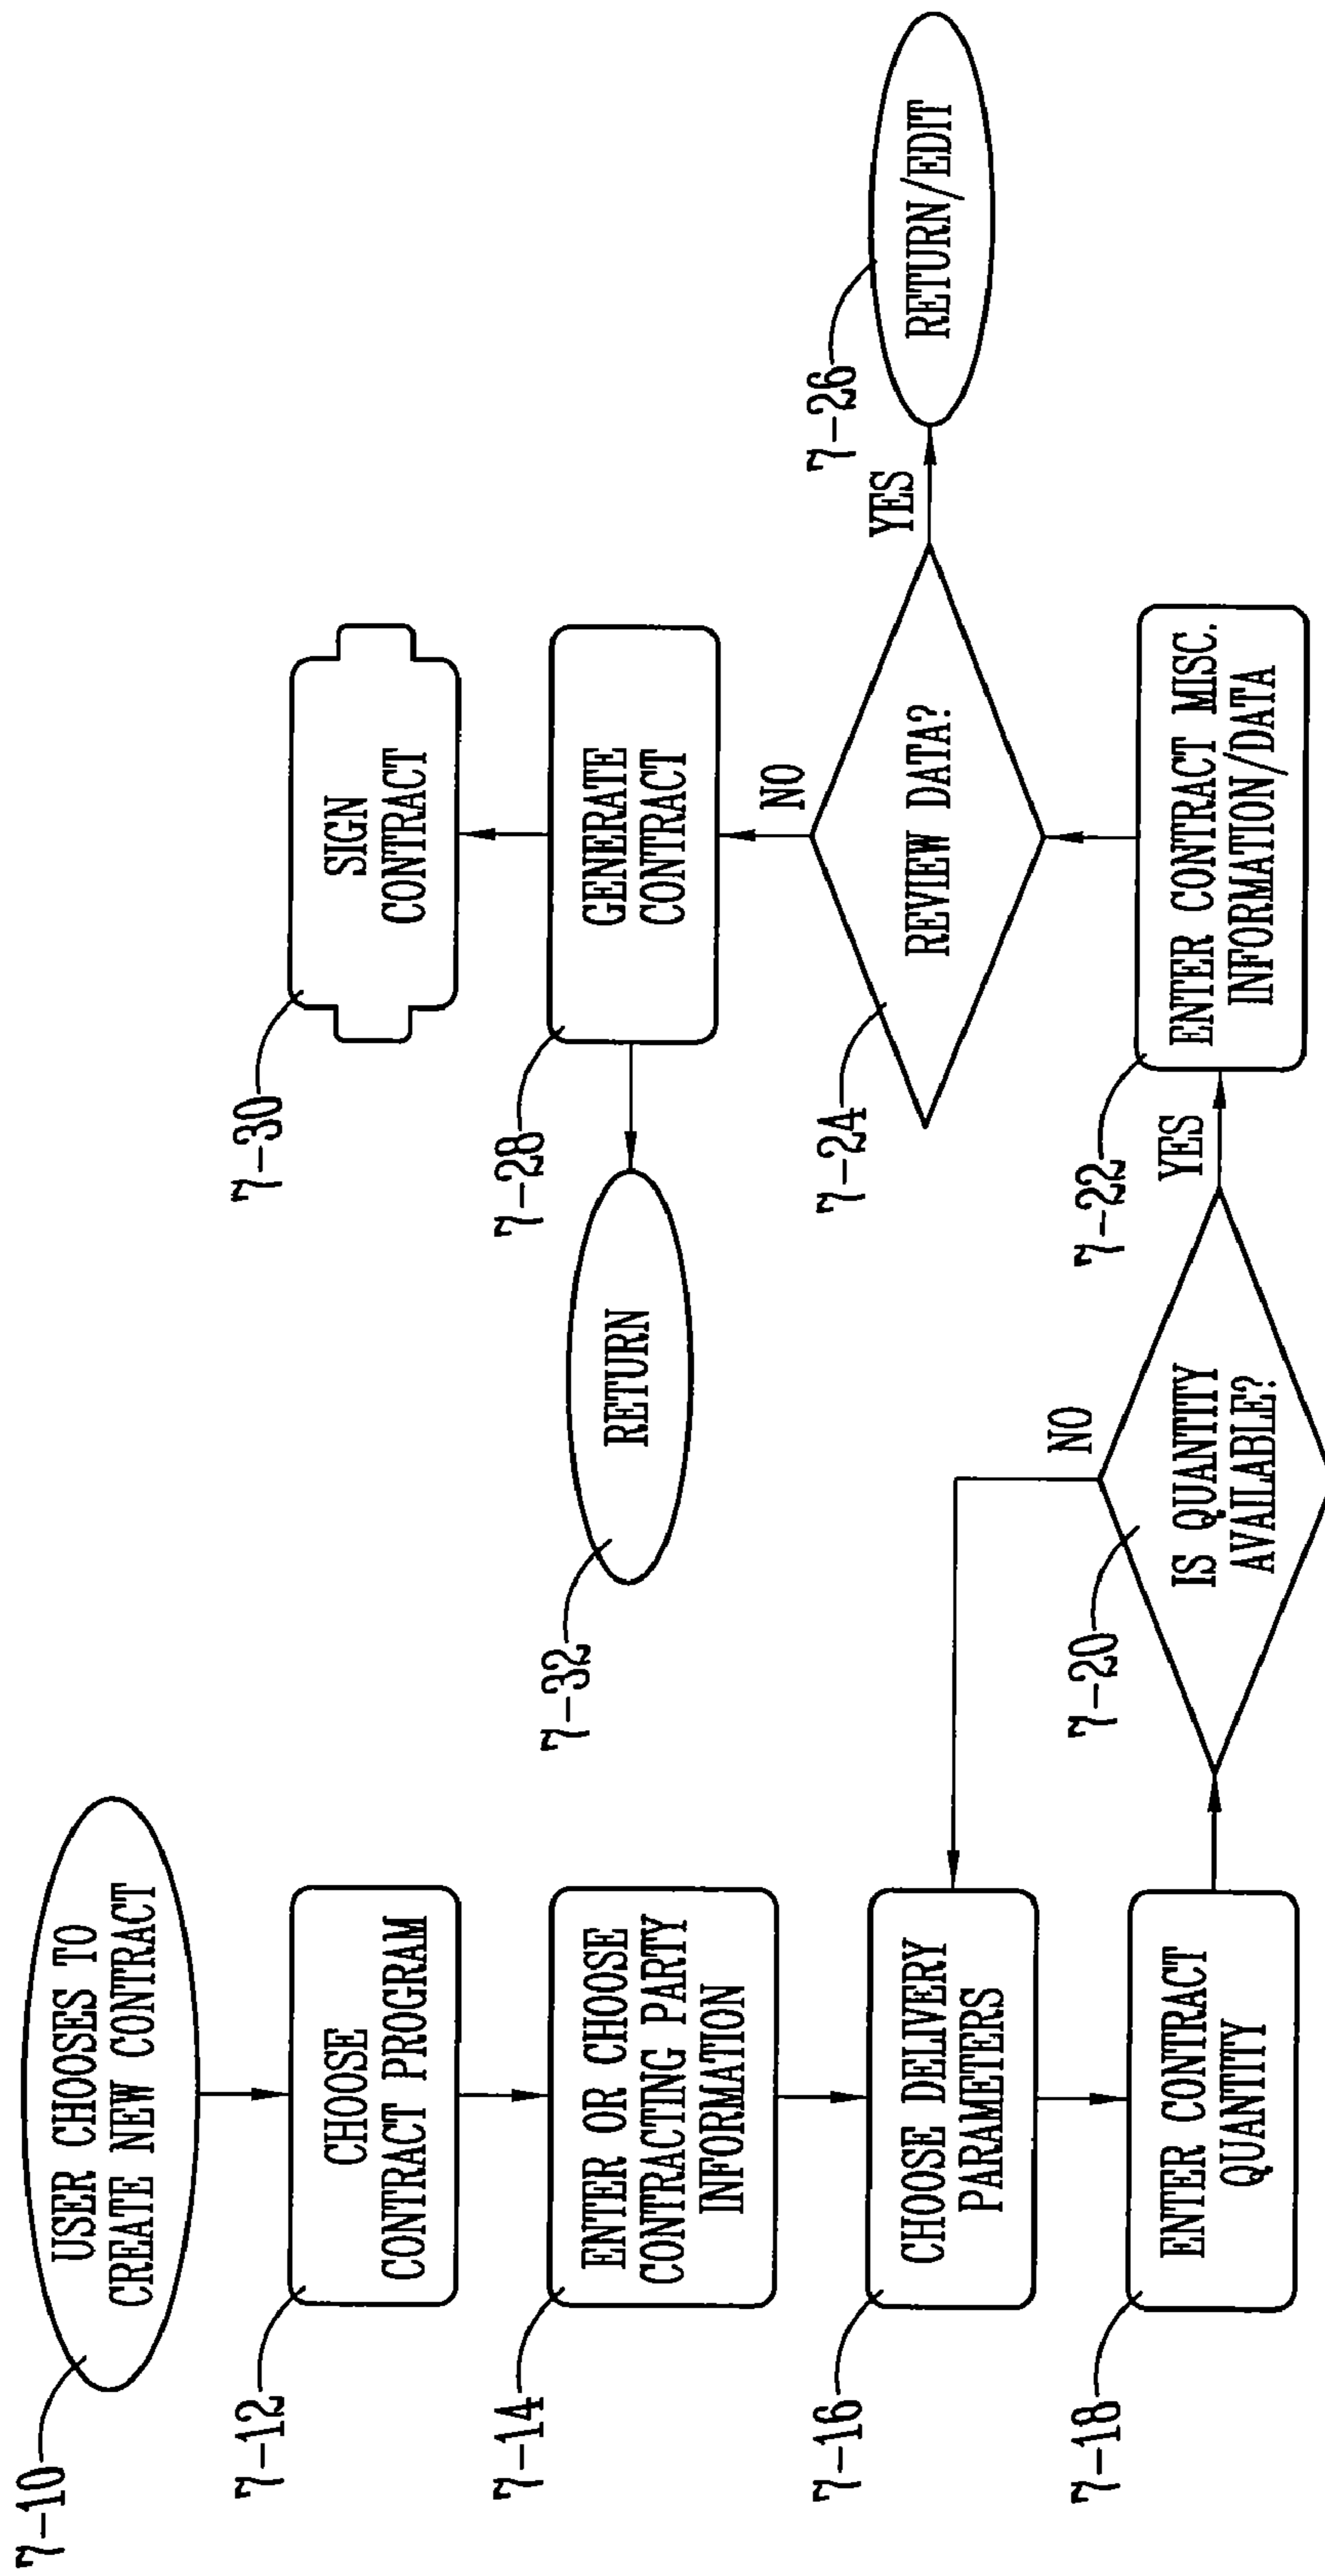 7-10
USER CHOOSES TO
CREATE NEW CONTRACT
7-12
CHOOSE
CONTRACT PROGRAM
7-14
ENTER OR CHOOSE
CONTRACTING PARTY
INFORMATION
7-16
CHOOSE DELIVERY
PARAMETERS
7-18
ENTER CONTRACT
QUANTITY
7-20
IS QUANTITY
AVAILABLE?
NO
YES
7-22
ENTER CONTRACT MISC.
INFORMATION/DATA
7-24
REVIEW DATA?
YES
7-26
RETURN/EDIT
NO
7-28
GENERATE
CONTRACT
7-30
SIGN
CONTRACT
7-32
RETURN